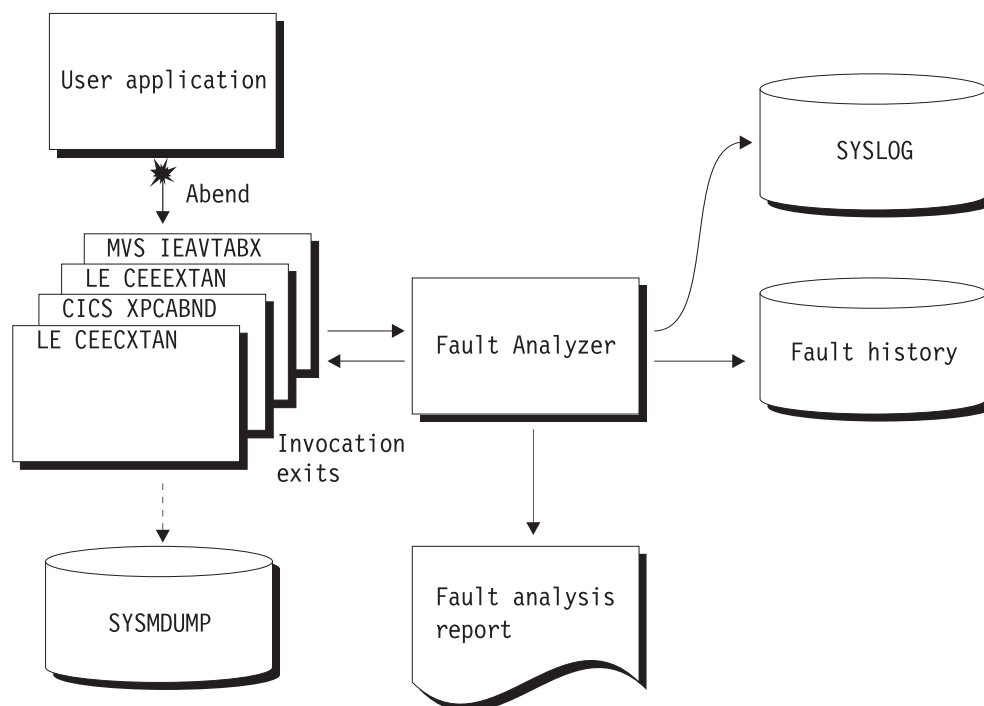 User application
Abend
MVS IEAVTABX
LE CEEEXTAN
CICS XPCABND
LE CEECXTAN
Invocation
exits
SYSMDUMP
Fault Analyzer
Fault analysis
report
SYSLOG
Fault history